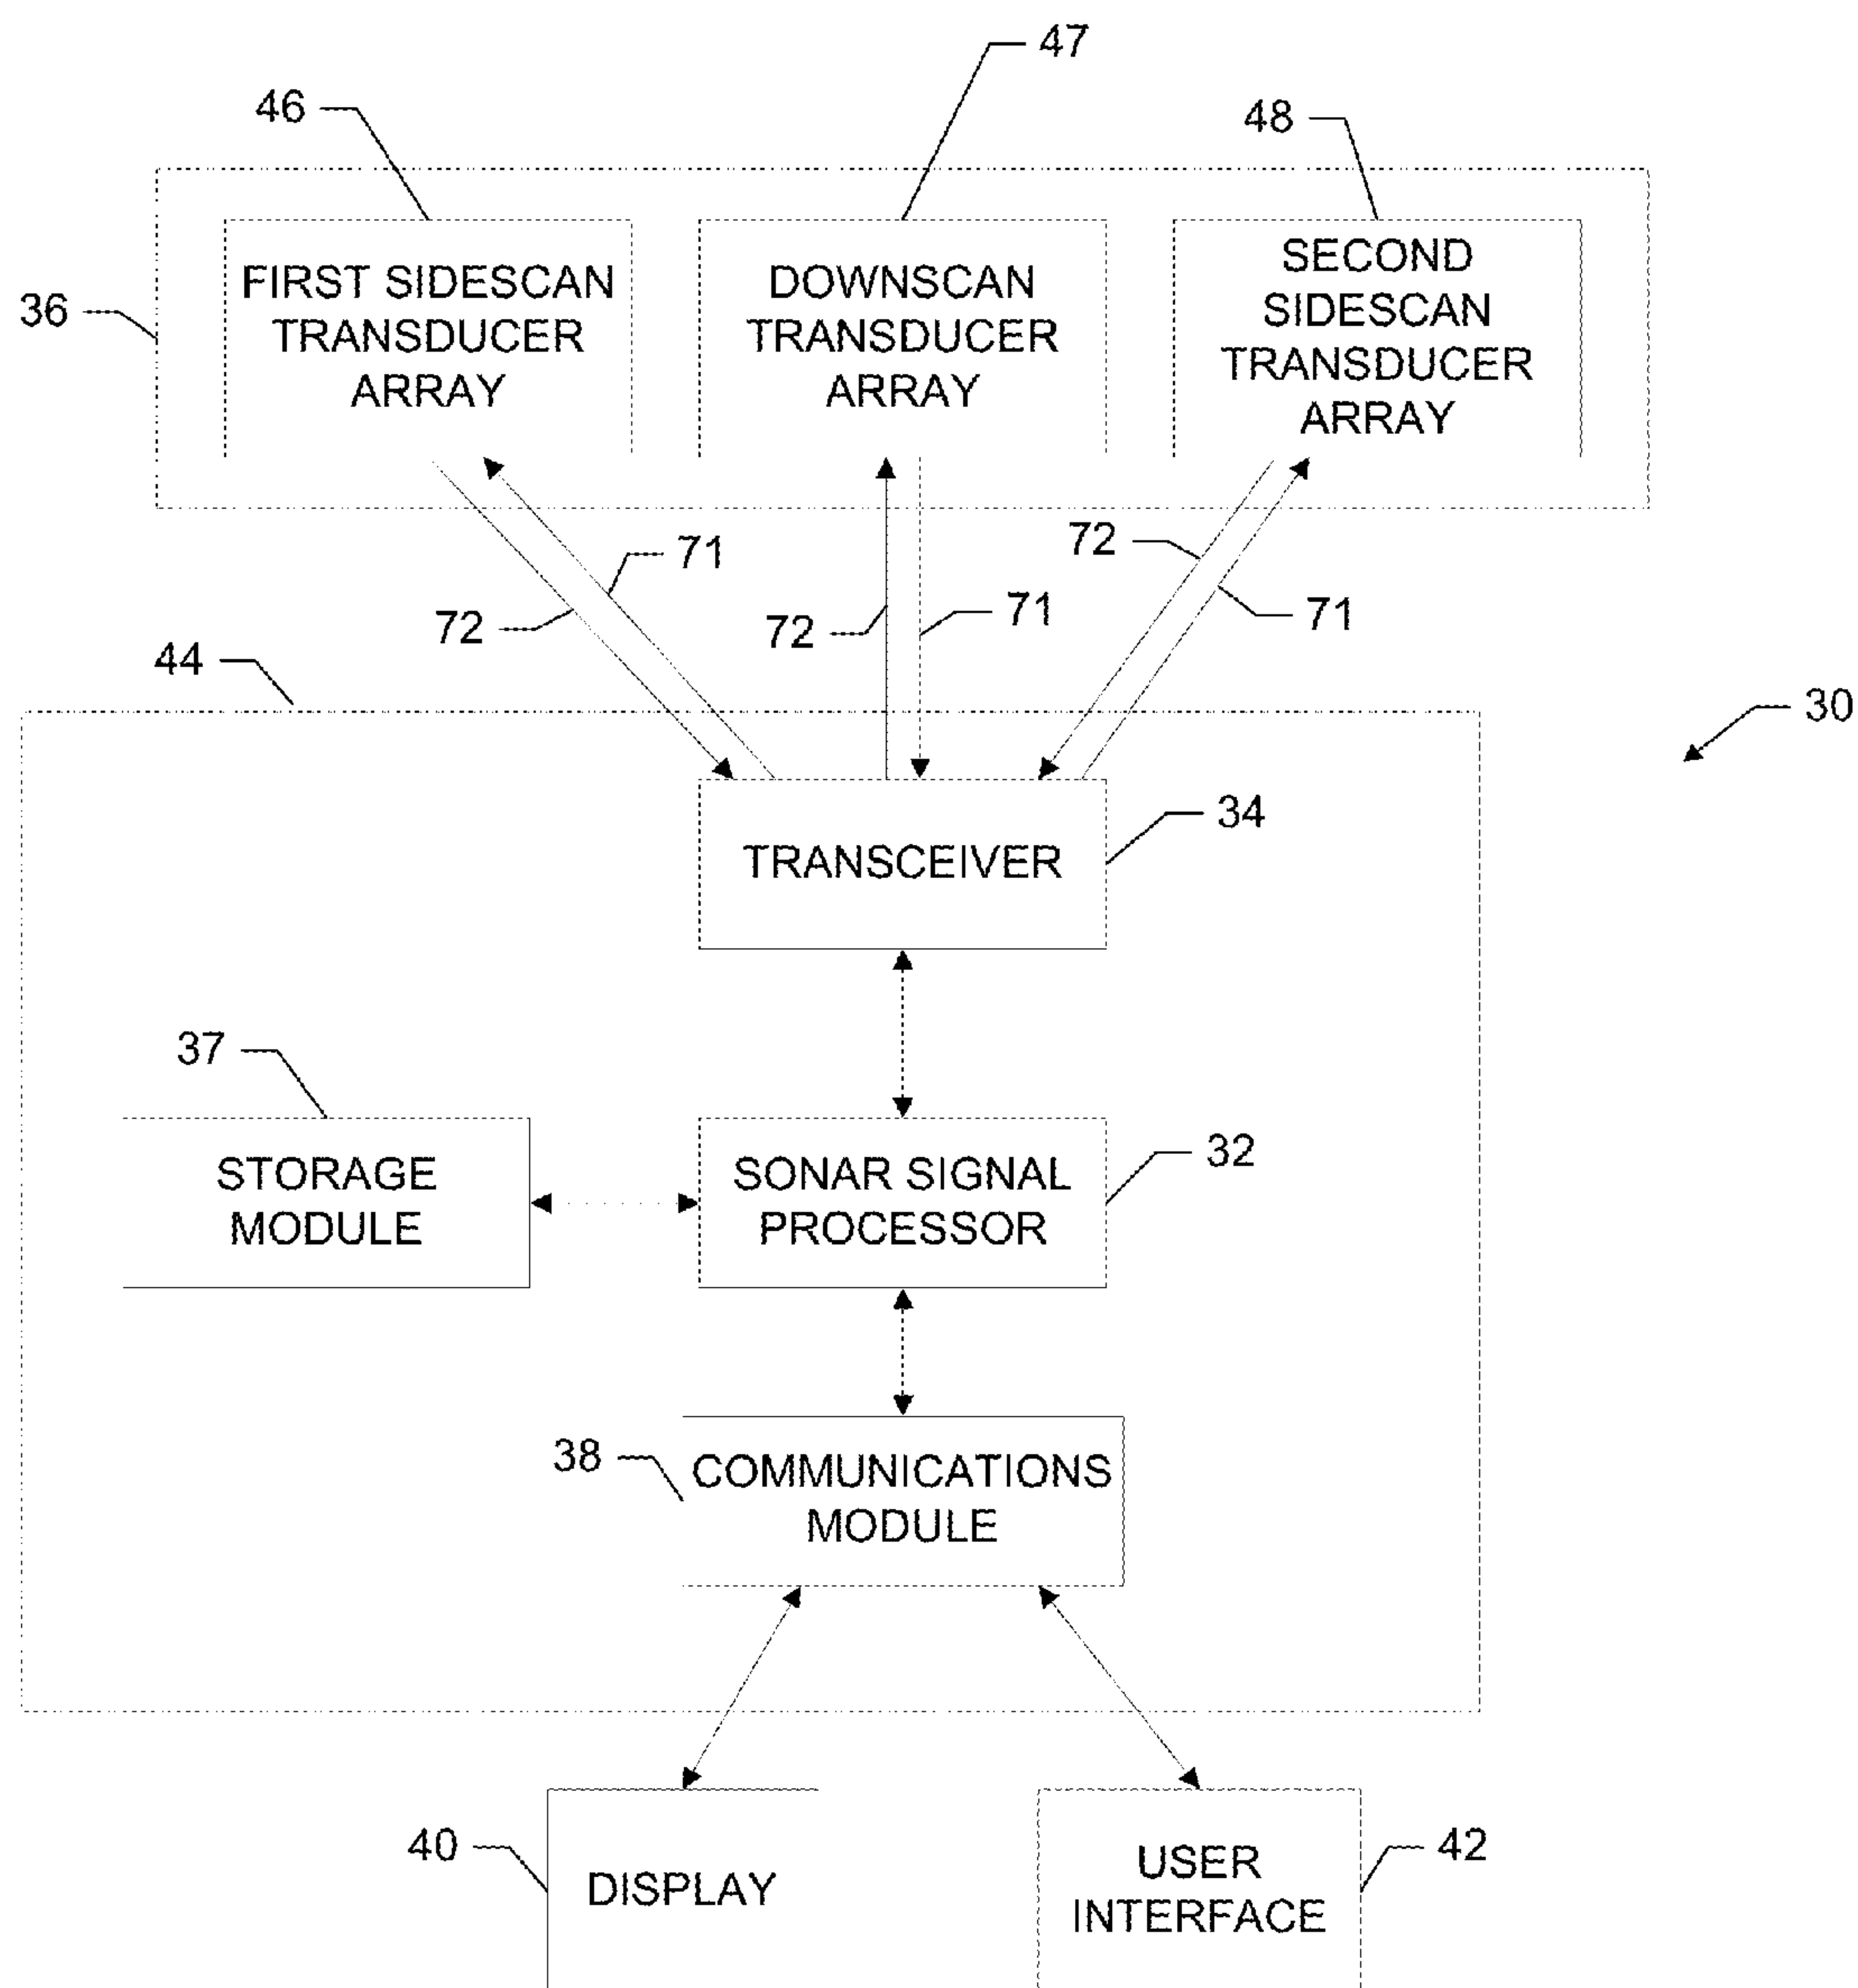 47
46
48
36
FIRST SIDESCAN
TRANSDUCER
ARRAY
DOWNSCAN
TRANSDUCER
ARRAY
SECOND
SIDESCAN
TRANSDUCER
ARRAY
72
71
72
71
72
71
44
30
34
TRANSCEIVER
37
STORAGE
MODULE
SONAR SIGNAL
PROCESSOR
32
38
COMMUNICATIONS
MODULE
40
DISPLAY
USER
INTERFACE
42